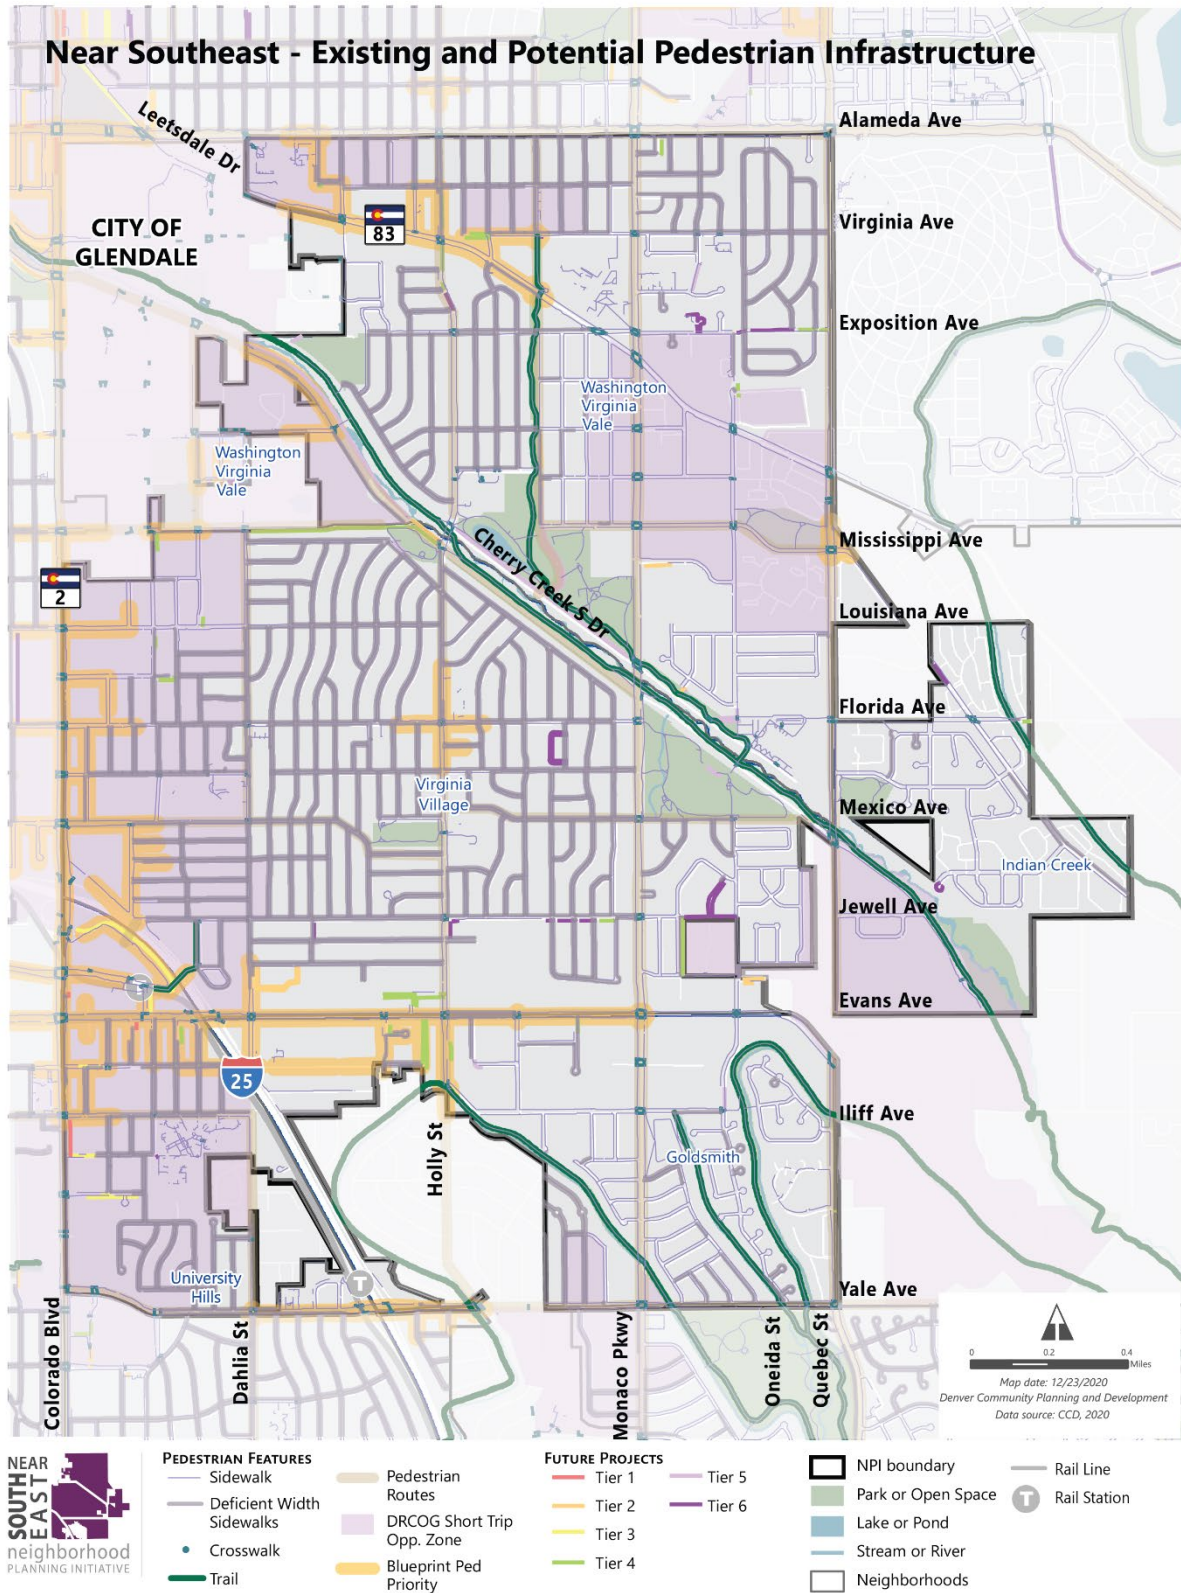 Near Southeast - Existing and Potential Pedestrian Infrastructure
Leetsdale Dr
Alameda Ave
CITY OF
GLENDALE
83
Virginia Ave
Exposition Ave
Washington
Virginia
Vale
Washington
Virginia
Vale
Cherry Creek S Dr
Mississippi Ave
2
Louisiana Ave
Florida Ave
Virginia
Village
Mexico Ave
Indian Creek
Jewell Ave
T
Evans Ave
25
Iliff Ave
Holly St
Goldsmith
University
Hills
T
Yale Ave
Colorado Blvd
Dahlia St
Monaco Pkwy
Oneida St
Quebec St
0 0.2 0.4
Miles
Map date: 12/23/2020
Denver Community Planning and Development
Data source: CCD, 2020
NEAR
SOUTH
EAST
neighborhood
PLANNING INITIATIVE
PEDESTRIAN FEATURES
Sidewalk
Deficient Width
Sidewalks
Crosswalk
Trail
Pedestrian
Routes
DRCOG Short Trip
Opp. Zone
Blueprint Ped
Priority
FUTURE PROJECTS
Tier 1
Tier 2
Tier 3
Tier 4
Tier 5
Tier 6
NPI boundary
Park or Open Space
Lake or Pond
Stream or River
Neighborhoods
Rail Line
T
Rail Station